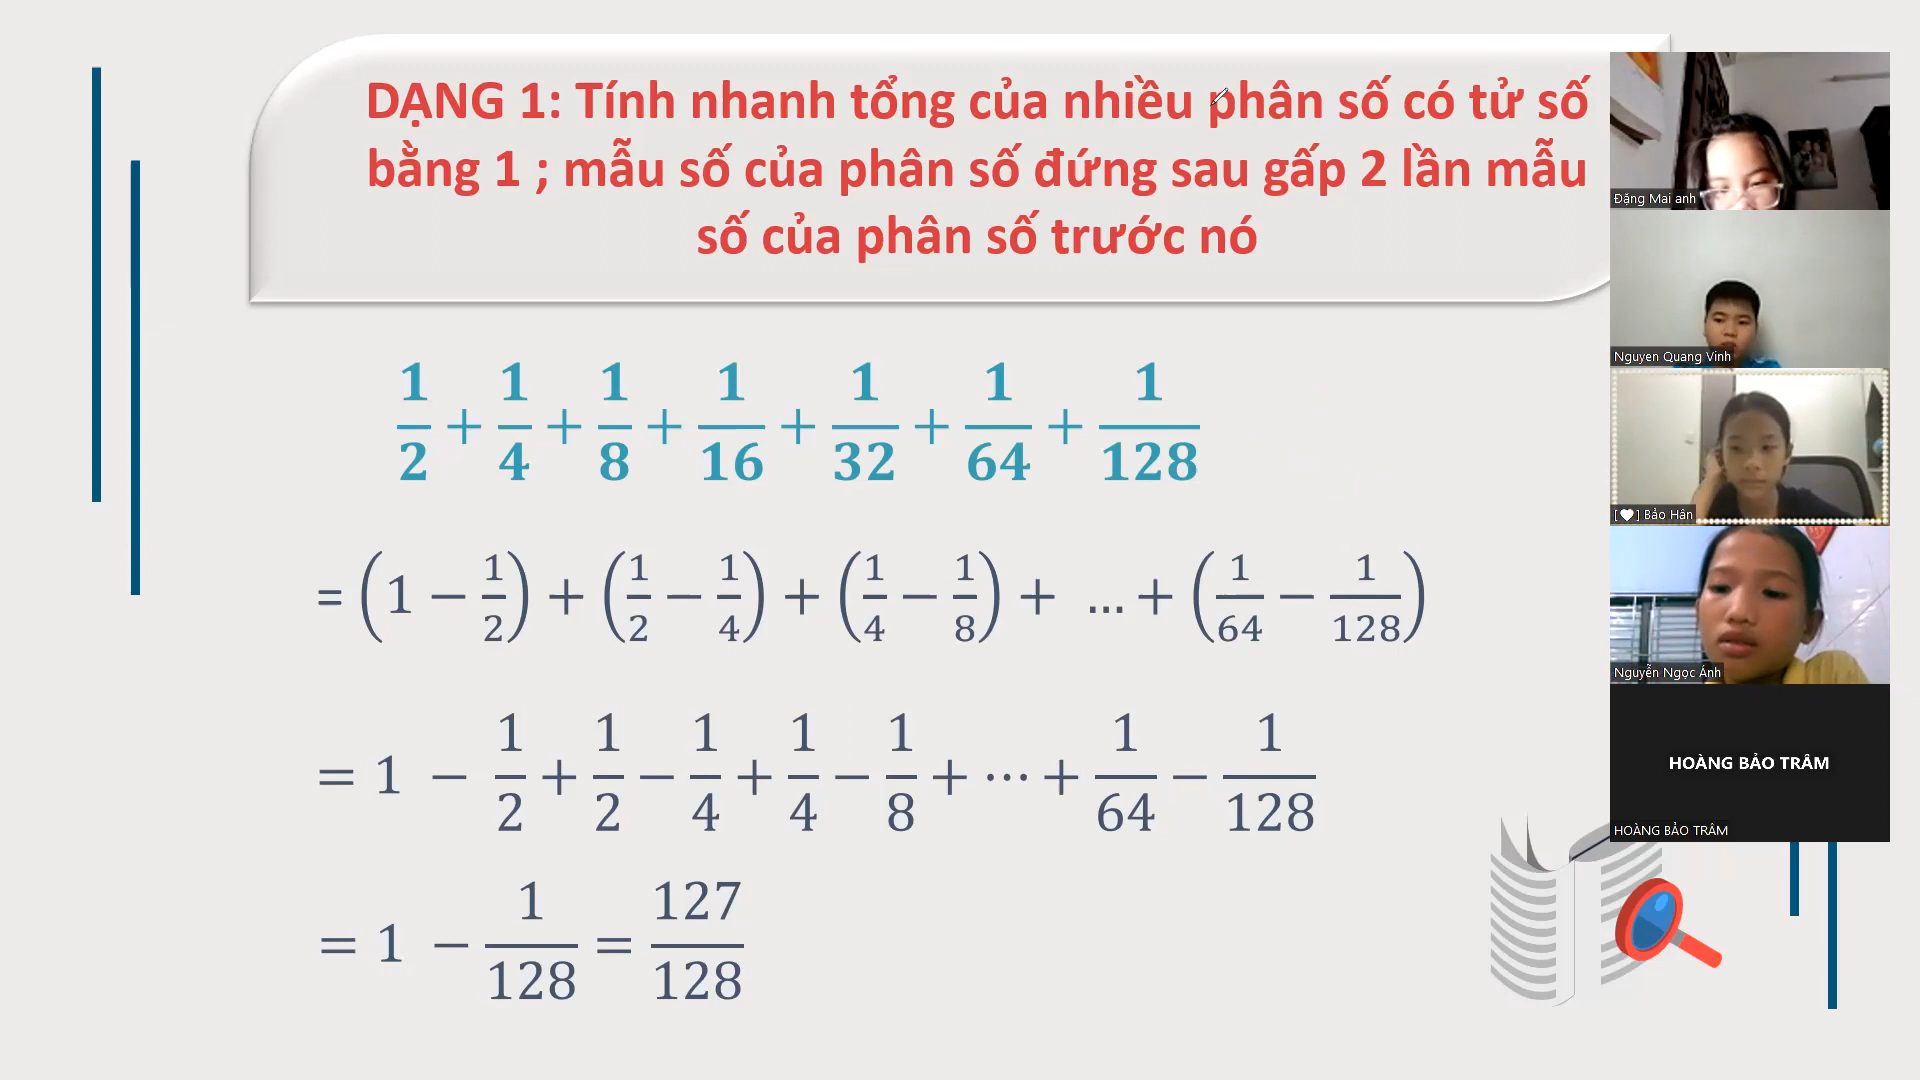 DẠNG 1: Tính nhanh tổng của nhiều phân số có tử số
bằng 1 ; mẫu số của phân số đứng sau gấp 2 lần mẫu
số của phân số trước nó
1/2 + 1/4 + 1/8 + 1/16 + 1/32 + 1/64 + 1/128
= (1 − 1/2) + (1/2 − 1/4) + (1/4 − 1/8) + ... + (1/64 − 1/128)
= 1 − 1/2 + 1/2 − 1/4 + 1/4 − 1/8 + ⋯ + 1/64 − 1/128
= 1 − 1/128 = 127/128
Đặng Mai anh
Nguyen Quang Vinh
[🤍] Bảo Hân
Nguyễn Ngọc Ánh
HOÀNG BẢO TRÂM
HOÀNG BẢO TRÂM